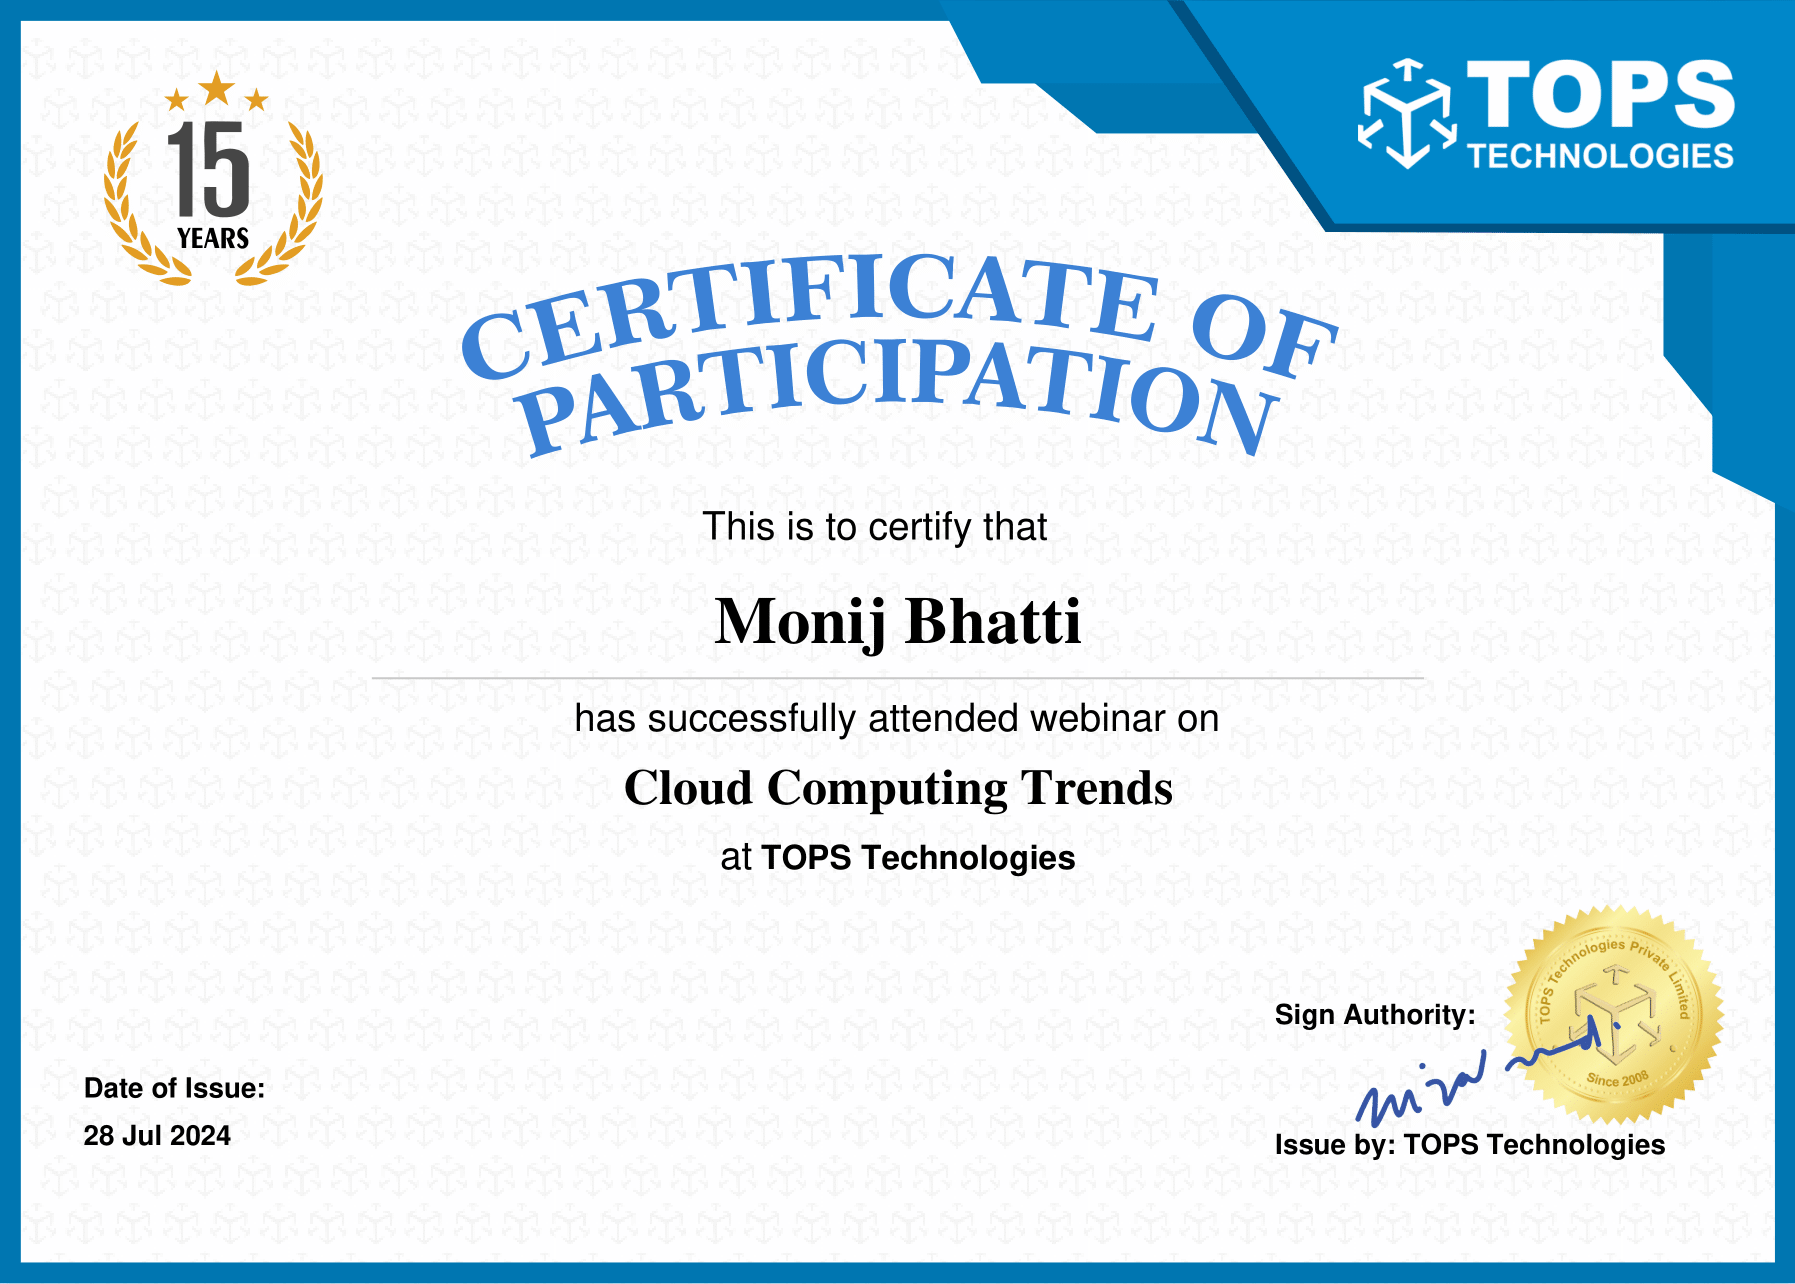 15
YEARS
TOPS
TECHNOLOGIES
CERTIFICATE OF
PARTICIPATION
This is to certify that
Monij Bhatti
has successfully attended webinar on
Cloud Computing Trends
at TOPS Technologies
TOPS Technologies Private Limited
Since 2008
Sign Authority:
Date of Issue:
28 Jul 2024
Issue by: TOPS Technologies